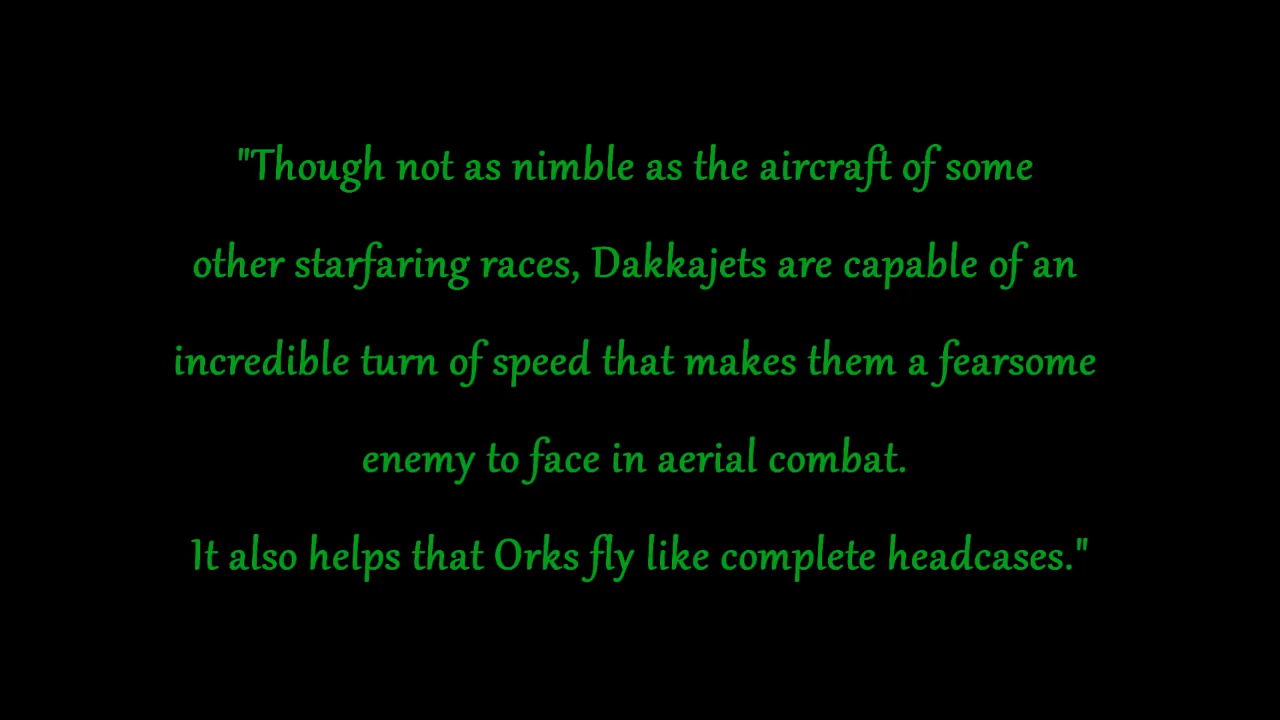 "Though not as nimble as the aircraft of some
other starfaring races, Dakkajets are capable of an
incredible turn of speed that makes them a fearsome
enemy to face in aerial combat.
It also helps that Orks fly like complete headcases."